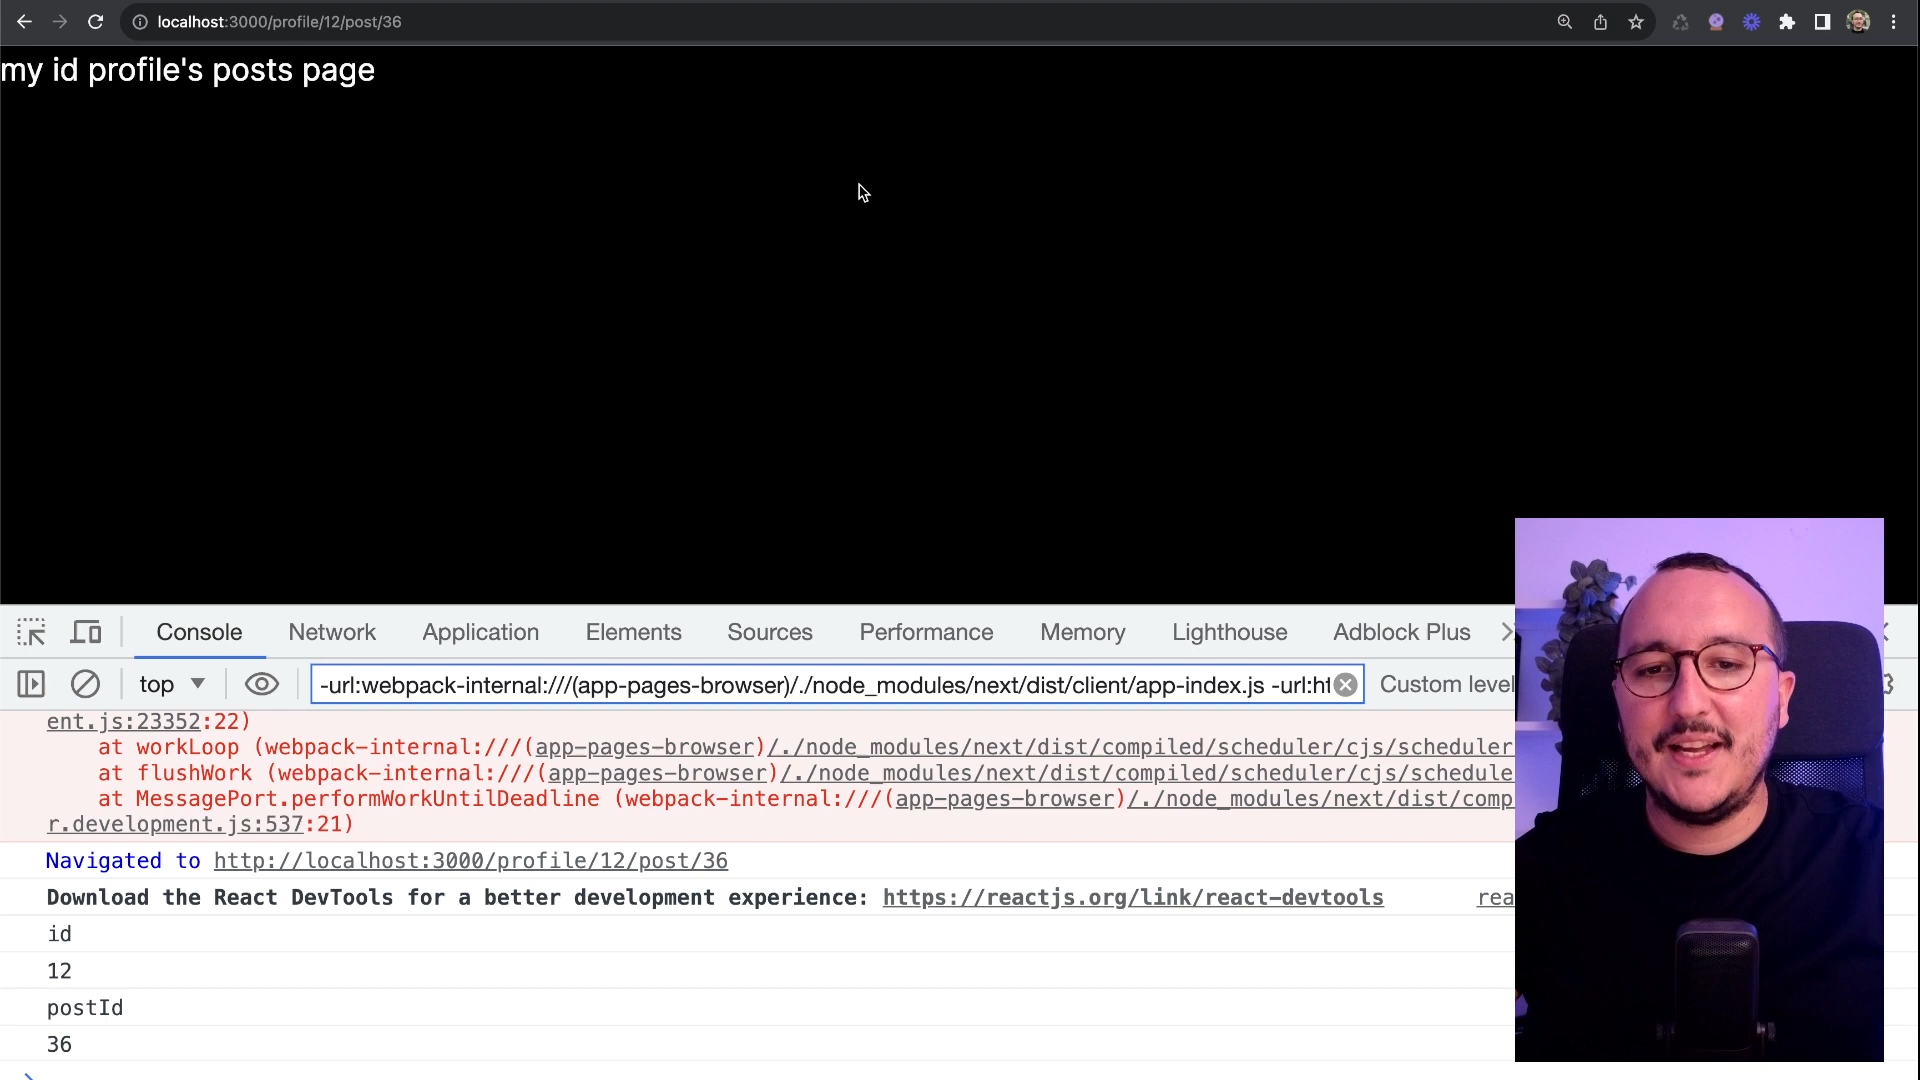 localhost:3000/profile/12/post/36
my id profile's posts page
Console Network Application Elements Sources Performance Memory Lighthouse Adblock Plus
top -url:webpack-internal:///(app-pages-browser)/./node_modules/next/dist/client/app-index.js -url:ht Custom level
ent.js:23352:22)
at workLoop (webpack-internal:///(app-pages-browser)/./node_modules/next/dist/compiled/scheduler/cjs/scheduler
at flushWork (webpack-internal:///(app-pages-browser)/./node_modules/next/dist/compiled/scheduler/cjs/schedule
at MessagePort.performWorkUntilDeadline (webpack-internal:///(app-pages-browser)/./node_modules/next/dist/comp
r.development.js:537:21)
Navigated to http://localhost:3000/profile/12/post/36
Download the React DevTools for a better development experience: https://reactjs.org/link/react-devtools rea
id
12
postId
36